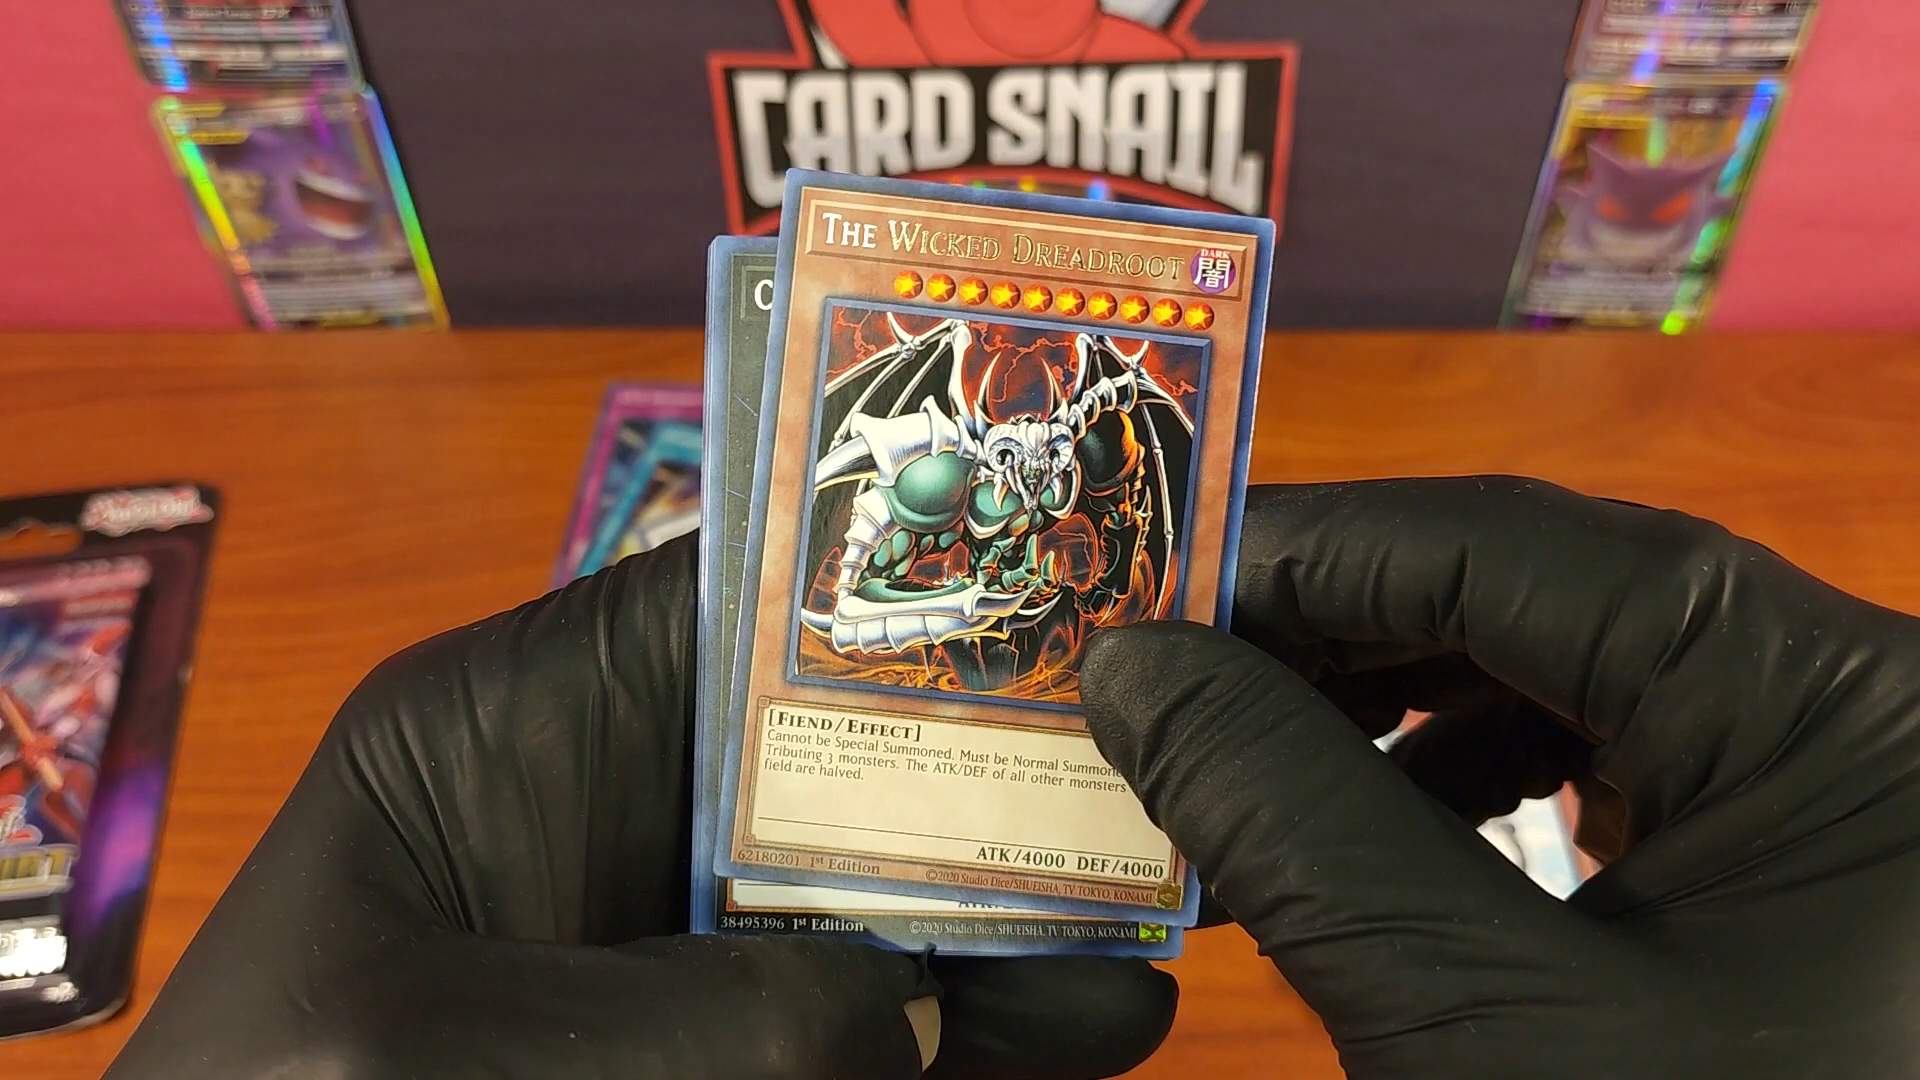 CARD SNAIL
THE WICKED DREADROOT
DARK
闇
C
[FIEND/EFFECT]
Cannot be Special Summoned. Must be Normal Summone
Tributing 3 monsters. The ATK/DEF of all other monsters
field are halved.
ATK/4000 DEF/4000
62180201 1st Edition
©2020 Studio Dice/SHUEISHA, TV TOKYO, KONAMI
38495396 1st Edition
©2020 Studio Dice/SHUEISHA, TV TOKYO, KONAMI